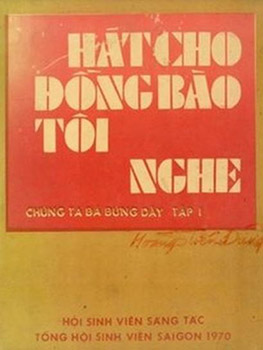 HÁT CHO
ĐỒNG BÀO
TÔI
NGHE
CHÚNG TA ĐÃ BỪNG DẬY TẬP 1
HỘI SINH VIÊN SÁNG TÁC
TỔNG HỘI SINH VIÊN SAIGON 1970